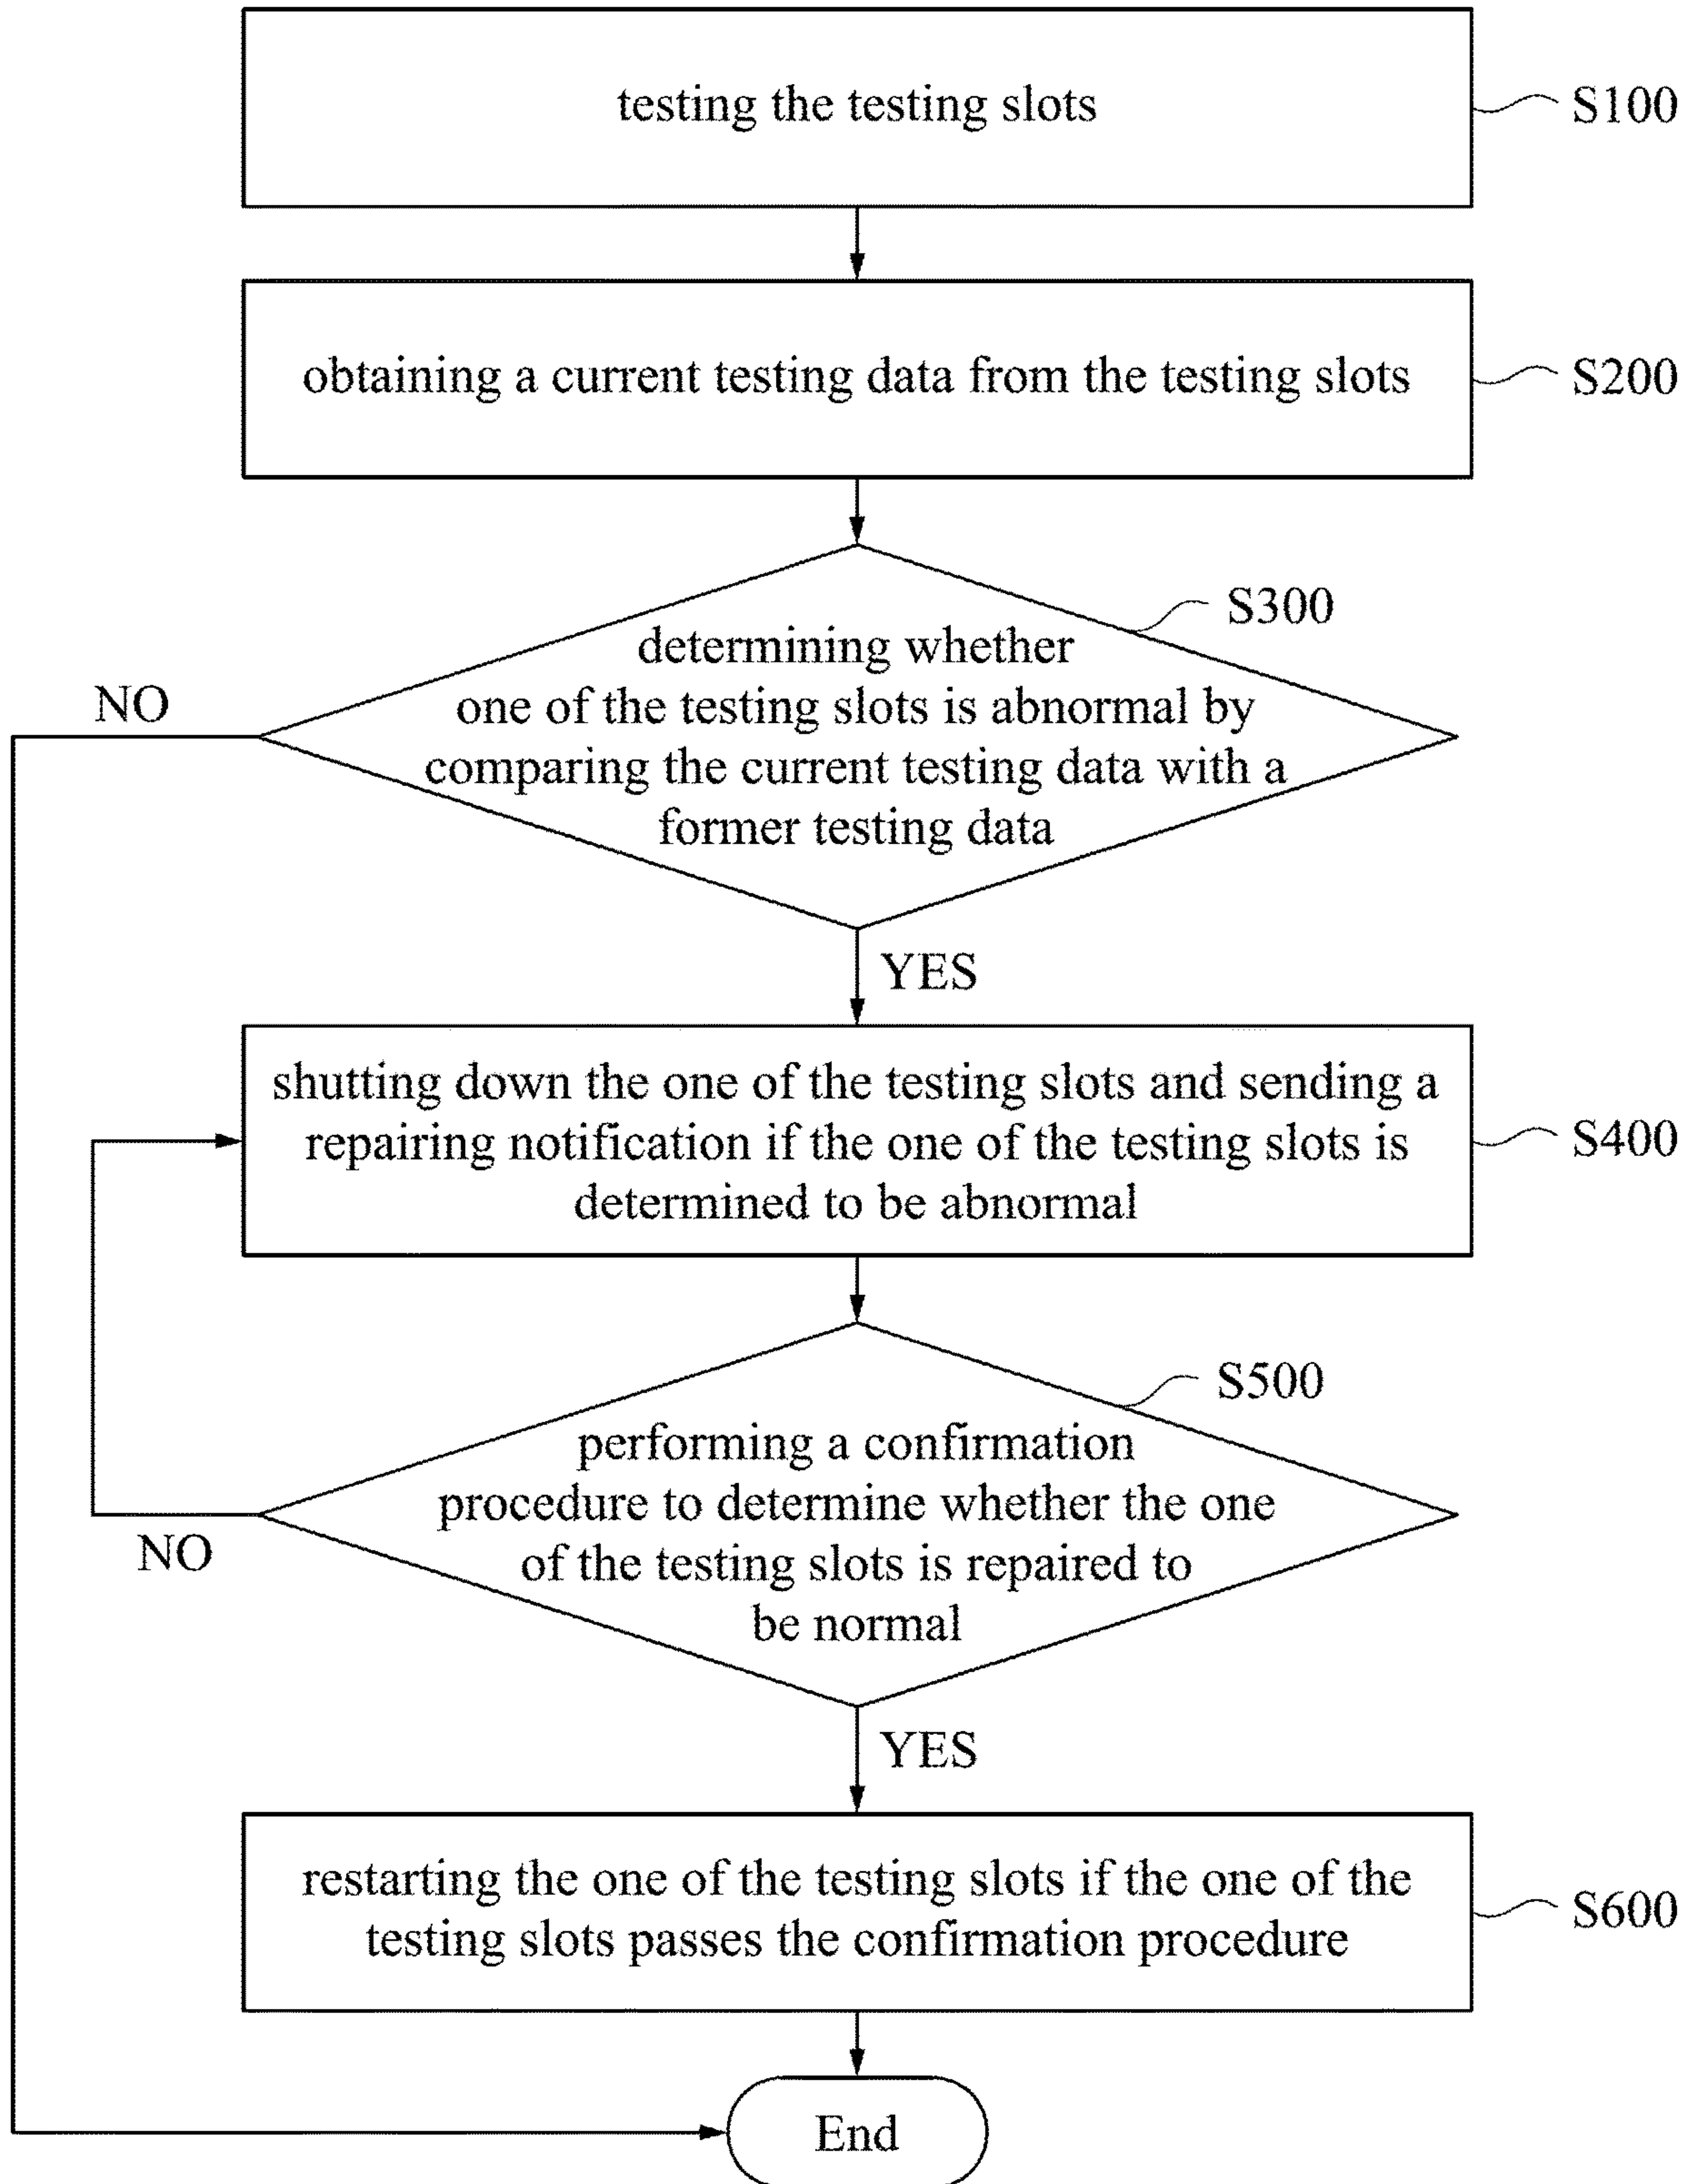 testing the testing slots
S100
obtaining a current testing data from the testing slots
S200
S300
determining whether
one of the testing slots is abnormal by
comparing the current testing data with a
former testing data
NO
YES
shutting down the one of the testing slots and sending a
repairing notification if the one of the testing slots is
determined to be abnormal
S400
S500
performing a confirmation
procedure to determine whether the one
of the testing slots is repaired to
be normal
NO
YES
restarting the one of the testing slots if the one of the
testing slots passes the confirmation procedure
S600
End